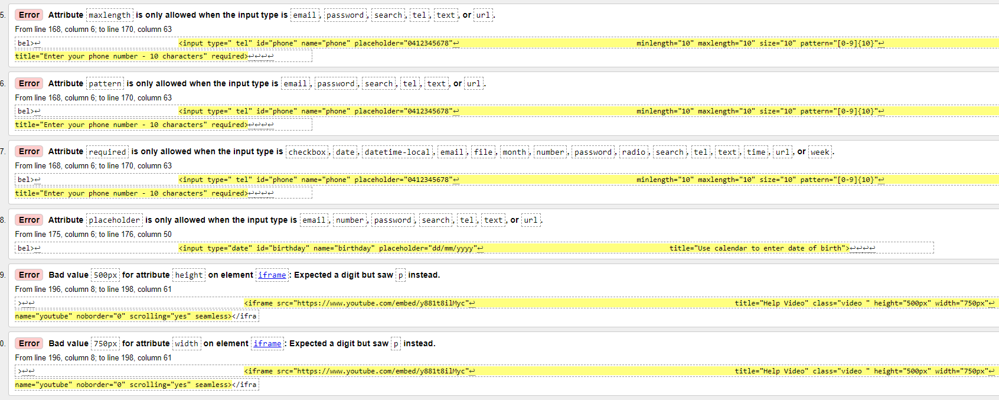 5. Error Attribute maxlength is only allowed when the input type is email, password, search, tel, text, or url.
From line 168, column 6; to line 170, column 63
bel>↩ <input type=" tel" id="phone" name="phone" placeholder="0412345678"↩ minlength="10" maxlength="10" size="10" pattern="[0-9]{10}"↩
title="Enter your phone number - 10 characters" required>↩↩↩↩
6. Error Attribute pattern is only allowed when the input type is email, password, search, tel, text, or url.
From line 168, column 6; to line 170, column 63
bel>↩ <input type=" tel" id="phone" name="phone" placeholder="0412345678"↩ minlength="10" maxlength="10" size="10" pattern="[0-9]{10}"↩
title="Enter your phone number - 10 characters" required>↩↩↩↩
7. Error Attribute required is only allowed when the input type is checkbox, date, datetime-local, email, file, month, number, password, radio, search, tel, text, time, url, or week.
From line 168, column 6; to line 170, column 63
bel>↩ <input type=" tel" id="phone" name="phone" placeholder="0412345678"↩ minlength="10" maxlength="10" size="10" pattern="[0-9]{10}"↩
title="Enter your phone number - 10 characters" required>↩↩↩↩
8. Error Attribute placeholder is only allowed when the input type is email, number, password, search, tel, text, or url.
From line 175, column 6; to line 176, column 50
bel>↩ <input type="date" id="birthday" name="birthday" placeholder="dd/mm/yyyy"↩ title="Use calendar to enter date of birth">↩↩↩↩
9. Error Bad value 500px for attribute height on element iframe: Expected a digit but saw p instead.
From line 196, column 8; to line 198, column 61
>↩↩ <iframe src="https://www.youtube.com/embed/y881t8ilMyc"↩ title="Help Video" class="video " height="500px" width="750px"↩
name="youtube" noborder="0" scrolling="yes" seamless></ifra
0. Error Bad value 750px for attribute width on element iframe: Expected a digit but saw p instead.
From line 196, column 8; to line 198, column 61
>↩↩ <iframe src="https://www.youtube.com/embed/y881t8ilMyc"↩ title="Help Video" class="video " height="500px" width="750px"↩
name="youtube" noborder="0" scrolling="yes" seamless></ifra